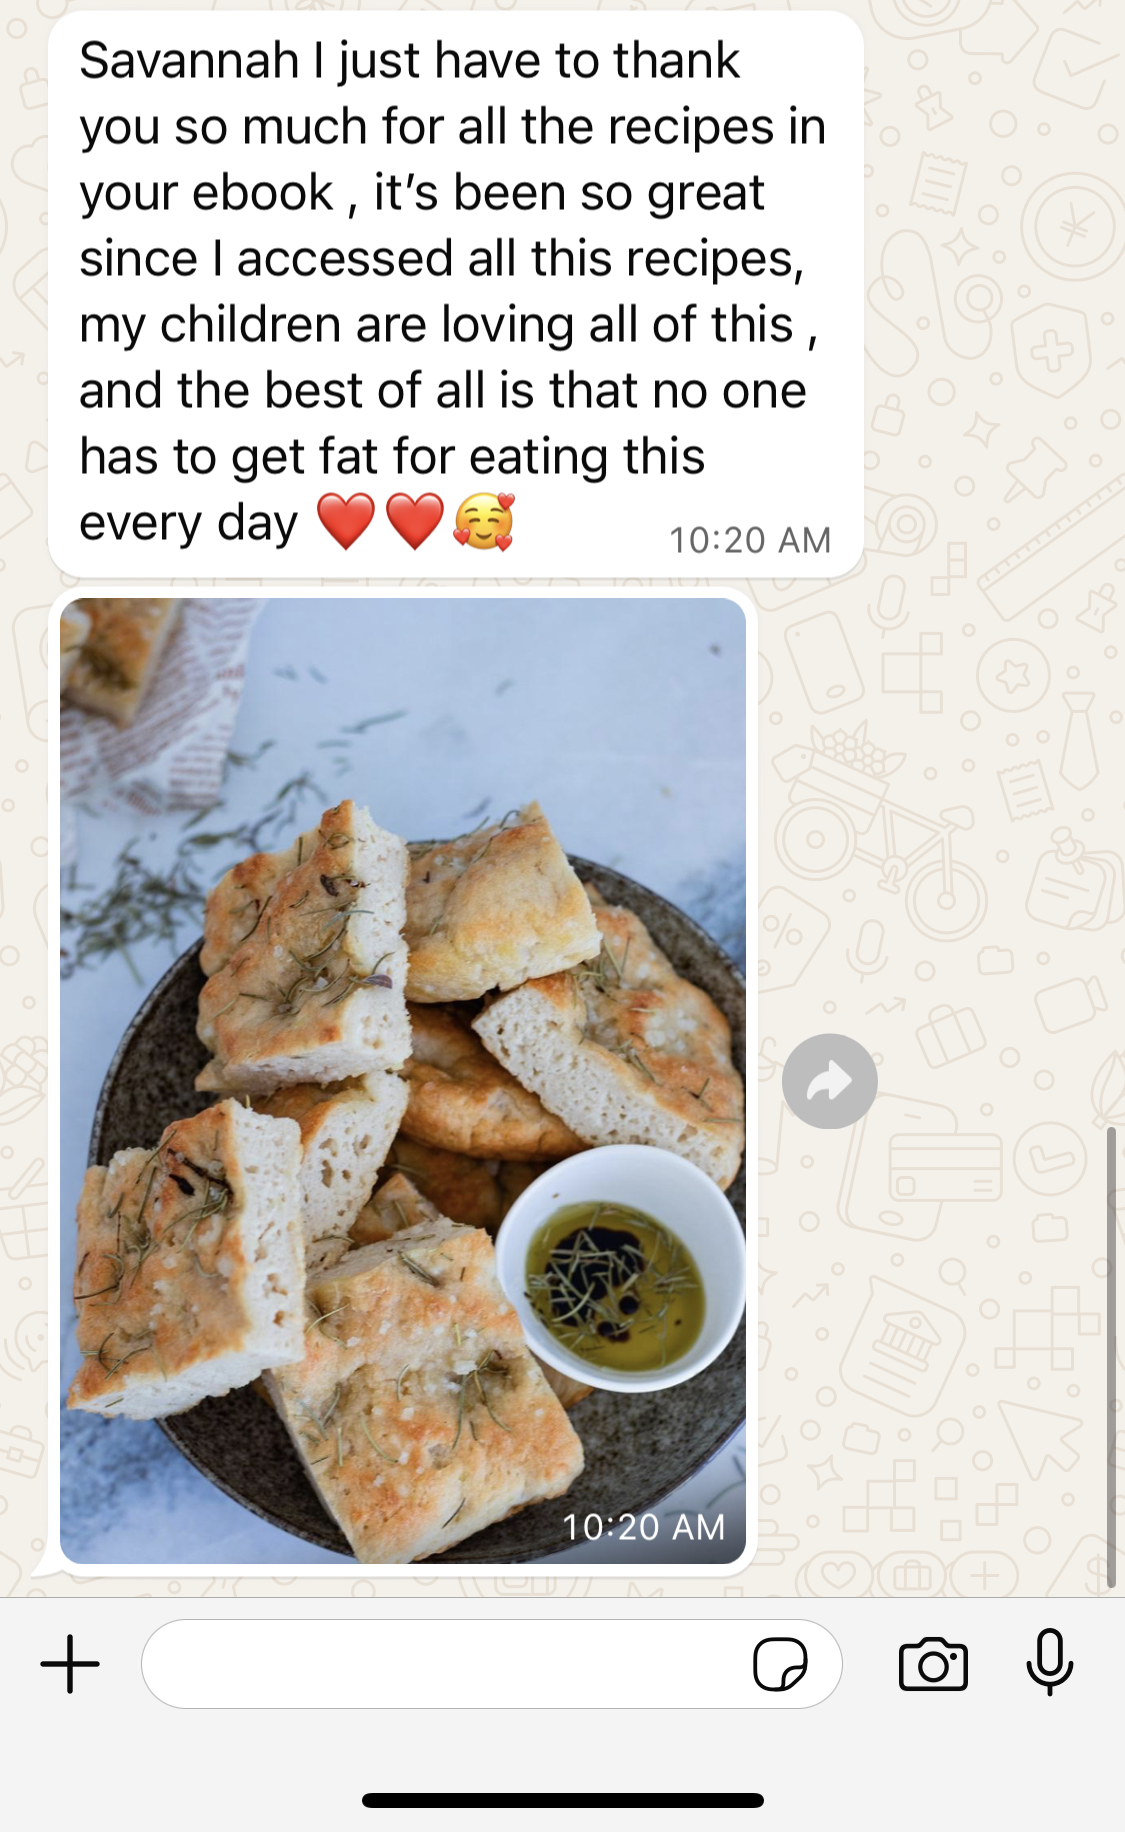 Savannah I just have to thank
you so much for all the recipes in
your ebook , it’s been so great
since I accessed all this recipes,
my children are loving all of this ,
and the best of all is that no one
has to get fat for eating this
every day ❤️❤️🥰
10:20 AM
10:20 AM